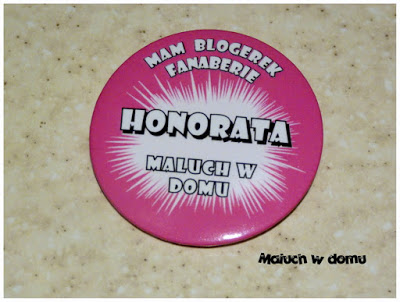 MAM BLOGEREK
FANABERIE
HONORATA
MALUCH W
DOMU
Maluch w domu